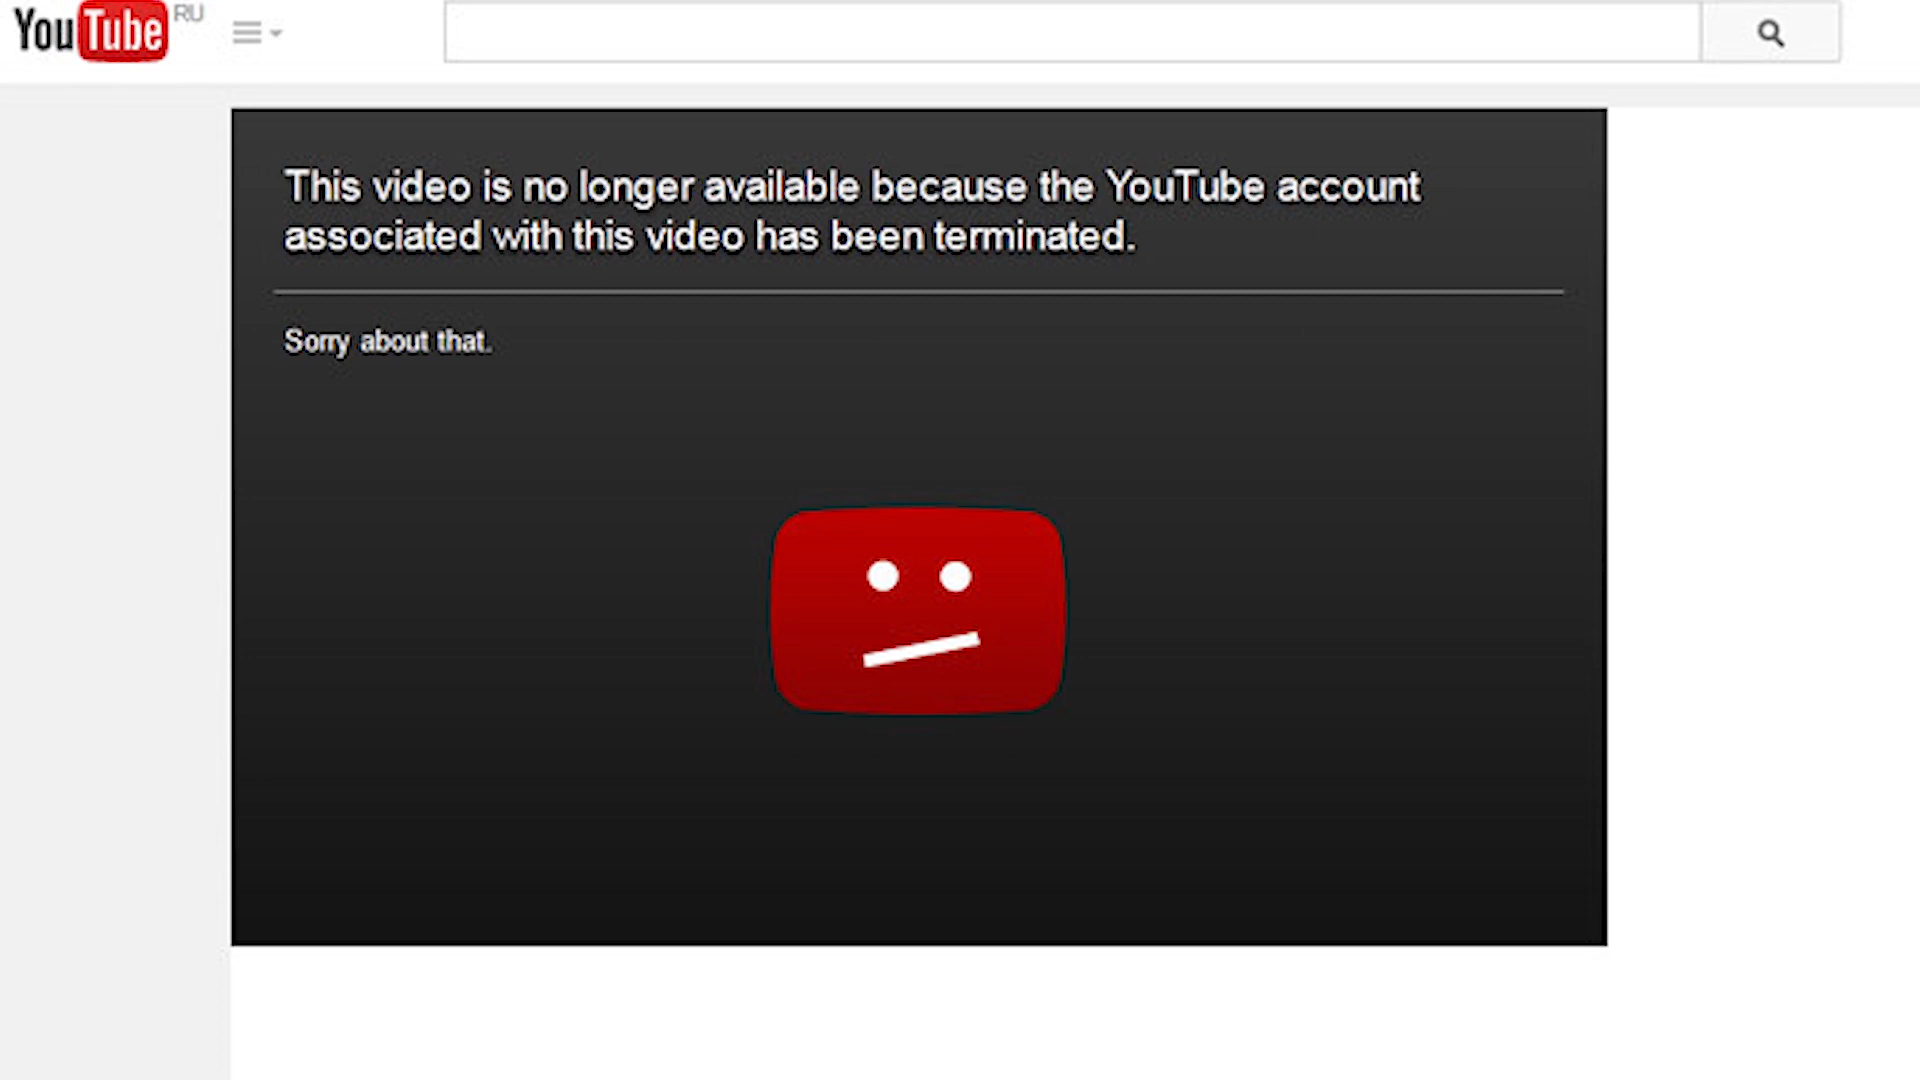 YouTube RU
This video is no longer available because the YouTube account
associated with this video has been terminated.
Sorry about that.